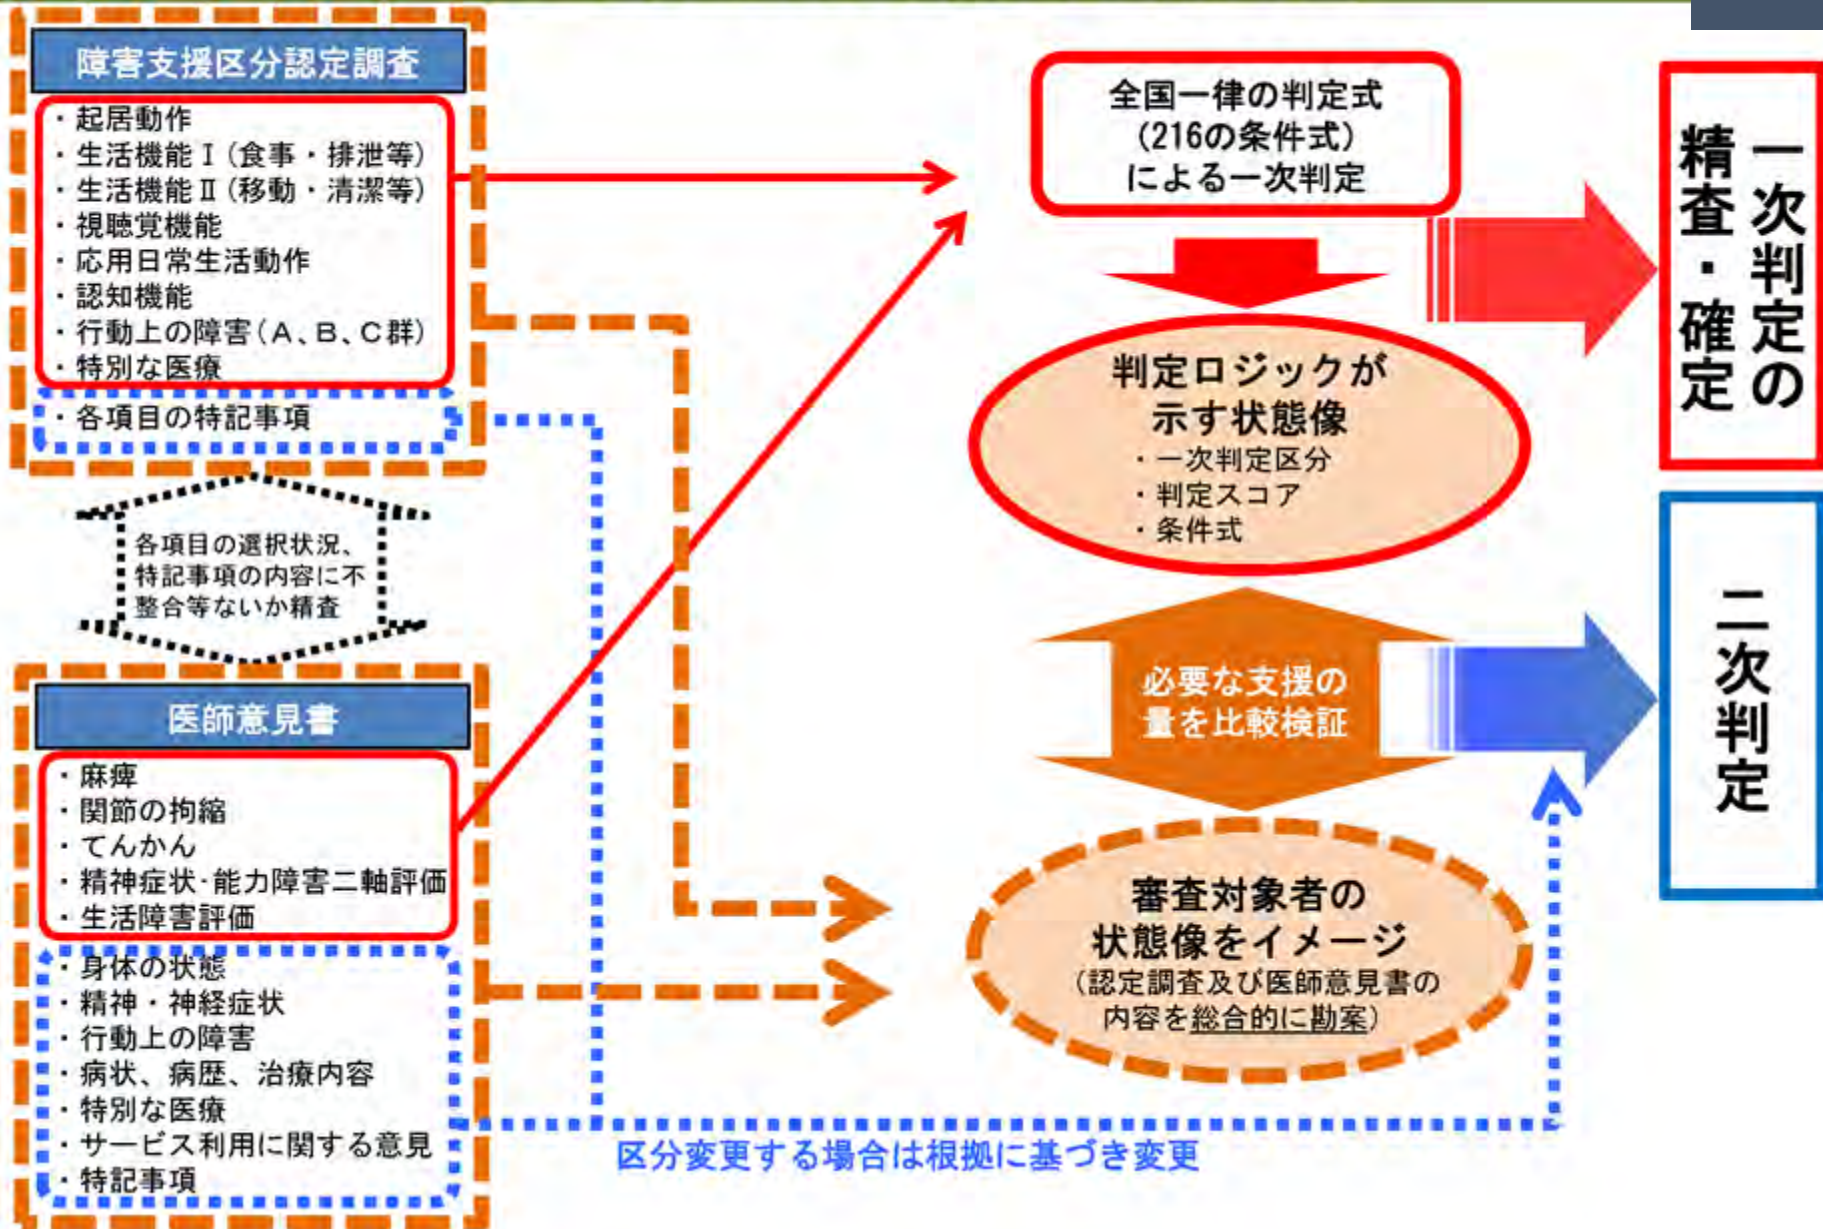 障害支援区分認定調査
・起居動作
・生活機能Ⅰ(食事・排泄等)
・生活機能Ⅱ(移動・清潔等)
・視聴覚機能
・応用日常生活動作
・認知機能
・行動上の障害(A、B、C群)
・特別な医療
・各項目の特記事項
各項目の選択状況、
特記事項の内容に不
整合等ないか精査
医師意見書
・麻痺
・関節の拘縮
・てんかん
・精神症状・能力障害二軸評価
・生活障害評価
・身体の状態
・精神・神経症状
・行動上の障害
・病状、病歴、治療内容
・特別な医療
・サービス利用に関する意見
・特記事項
全国一律の判定式
(216の条件式)
による一次判定
判定ロジックが
示す状態像
・一次判定区分
・判定スコア
・条件式
必要な支援の
量を比較検証
審査対象者の
状態像をイメージ
(認定調査及び医師意見書の
内容を総合的に勘案)
区分変更する場合は根拠に基づき変更
一次判定の
精査・確定
二次判定